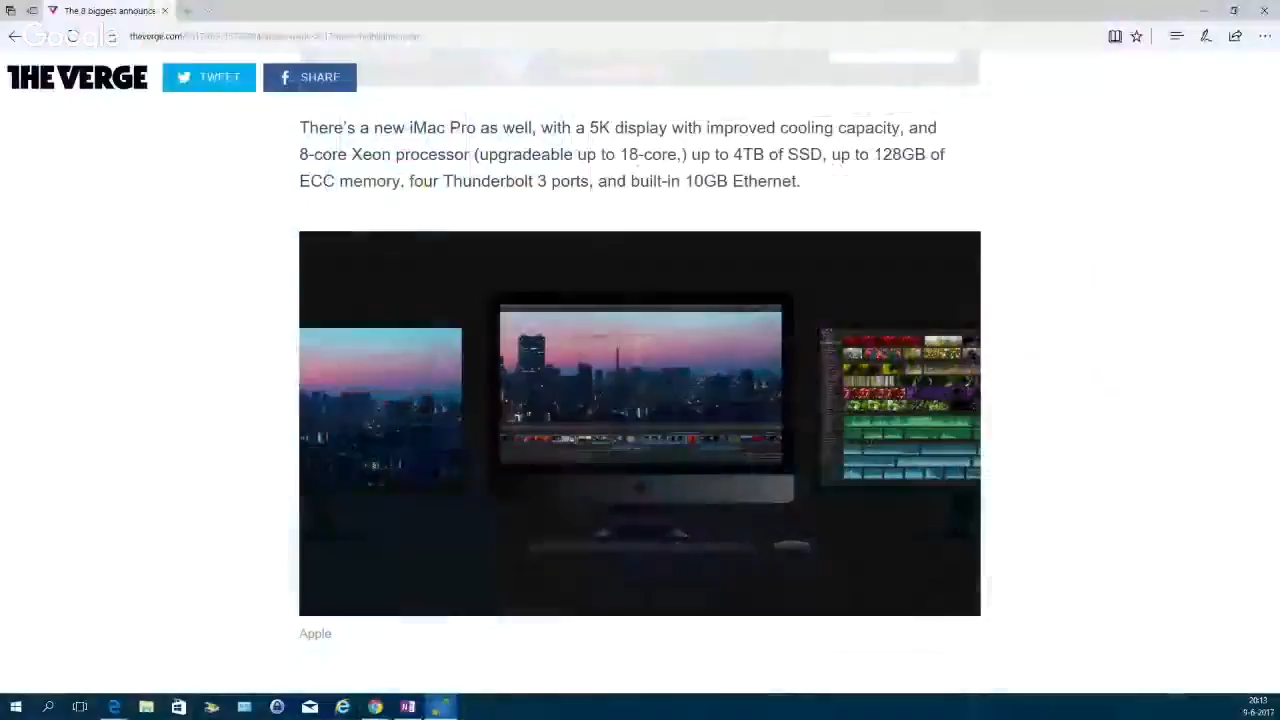 The 8 biggest announce
Google
theverge.com
THE VERGE
TWEET
SHARE
There's a new iMac Pro as well, with a 5K display with improved cooling capacity, and
8-core Xeon processor (upgradeable up to 18-core,) up to 4TB of SSD, up to 128GB of
ECC memory, four Thunderbolt 3 ports, and built-in 10GB Ethernet.
Apple
20:13
9-6-2017